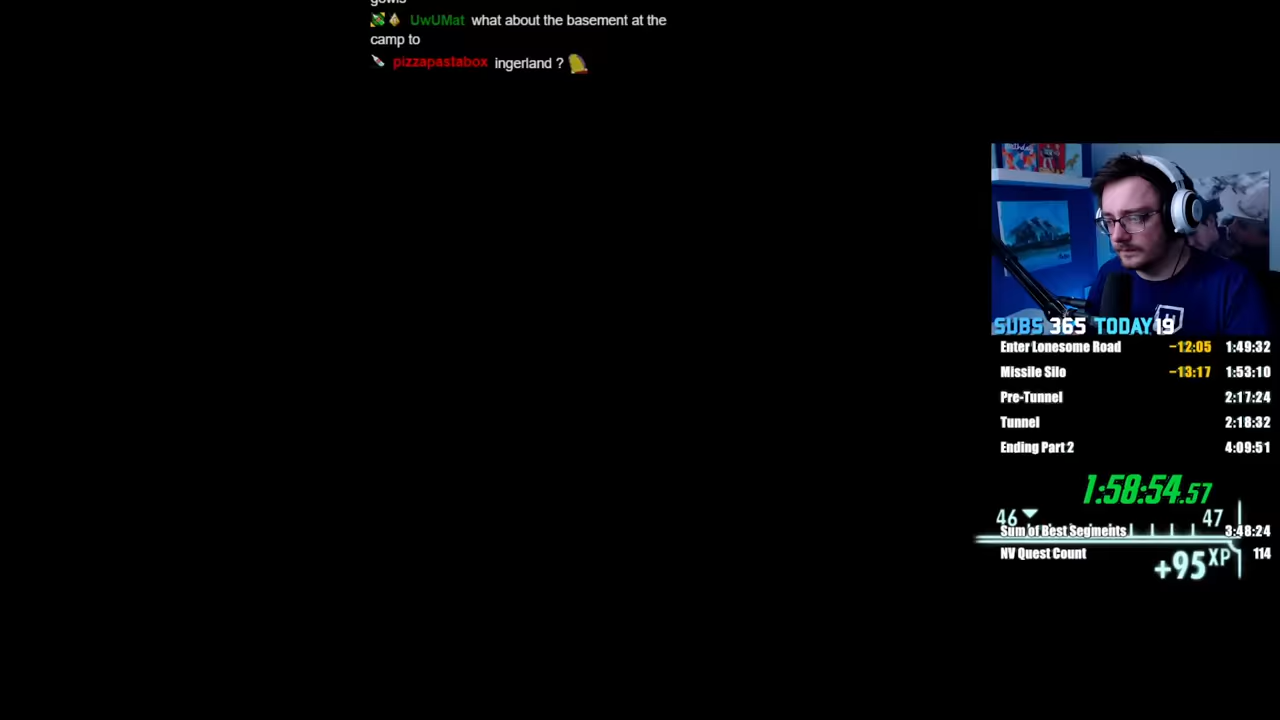 UwUMat what about the basement at the
camp to
pizzapastabox ingerland ?
SUBS 365 TODAY 19
Enter Lonesome Road -12:05 1:49:32
Missile Silo -13:17 1:53:10
Pre-Tunnel 2:17:24
Tunnel 2:18:32
Ending Part 2 4:09:51
1:58:54.57
46 47
Sum of Best Segments 3:48:24
NV Quest Count 114
+95 XP